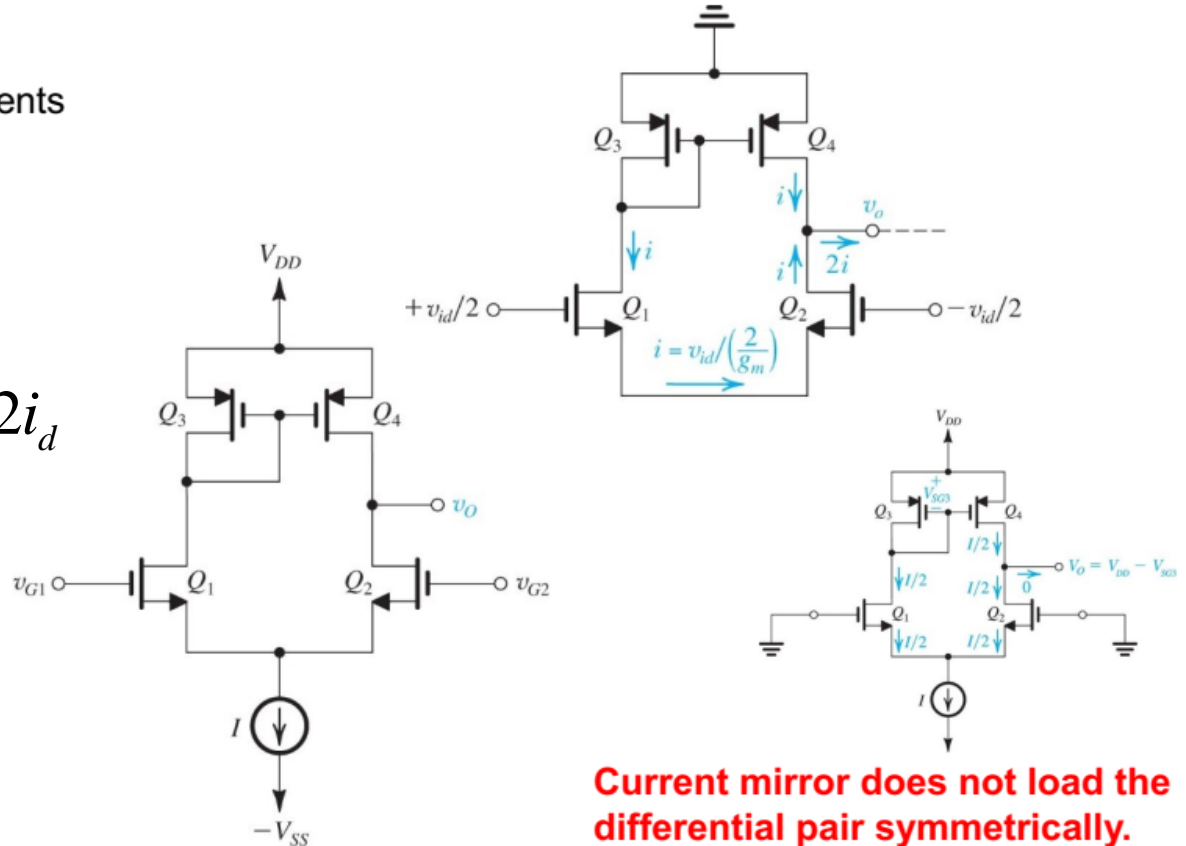 ents
2i_d
V_DD
Q_3
Q_4
v_O
v_G1
Q_1
Q_2
v_G2
I
−V_SS
Q_3
Q_4
i
v_o
i
i
2i
+v_id/2
Q_1
Q_2
−v_id/2
i = v_id/(2/g_m)
V_DD
+
V_SG3
−
Q_3
Q_4
I/2
V_O = V_DD − V_SG3
I/2
I/2
0
Q_1
Q_2
I/2
I/2
I
Current mirror does not load the
differential pair symmetrically.